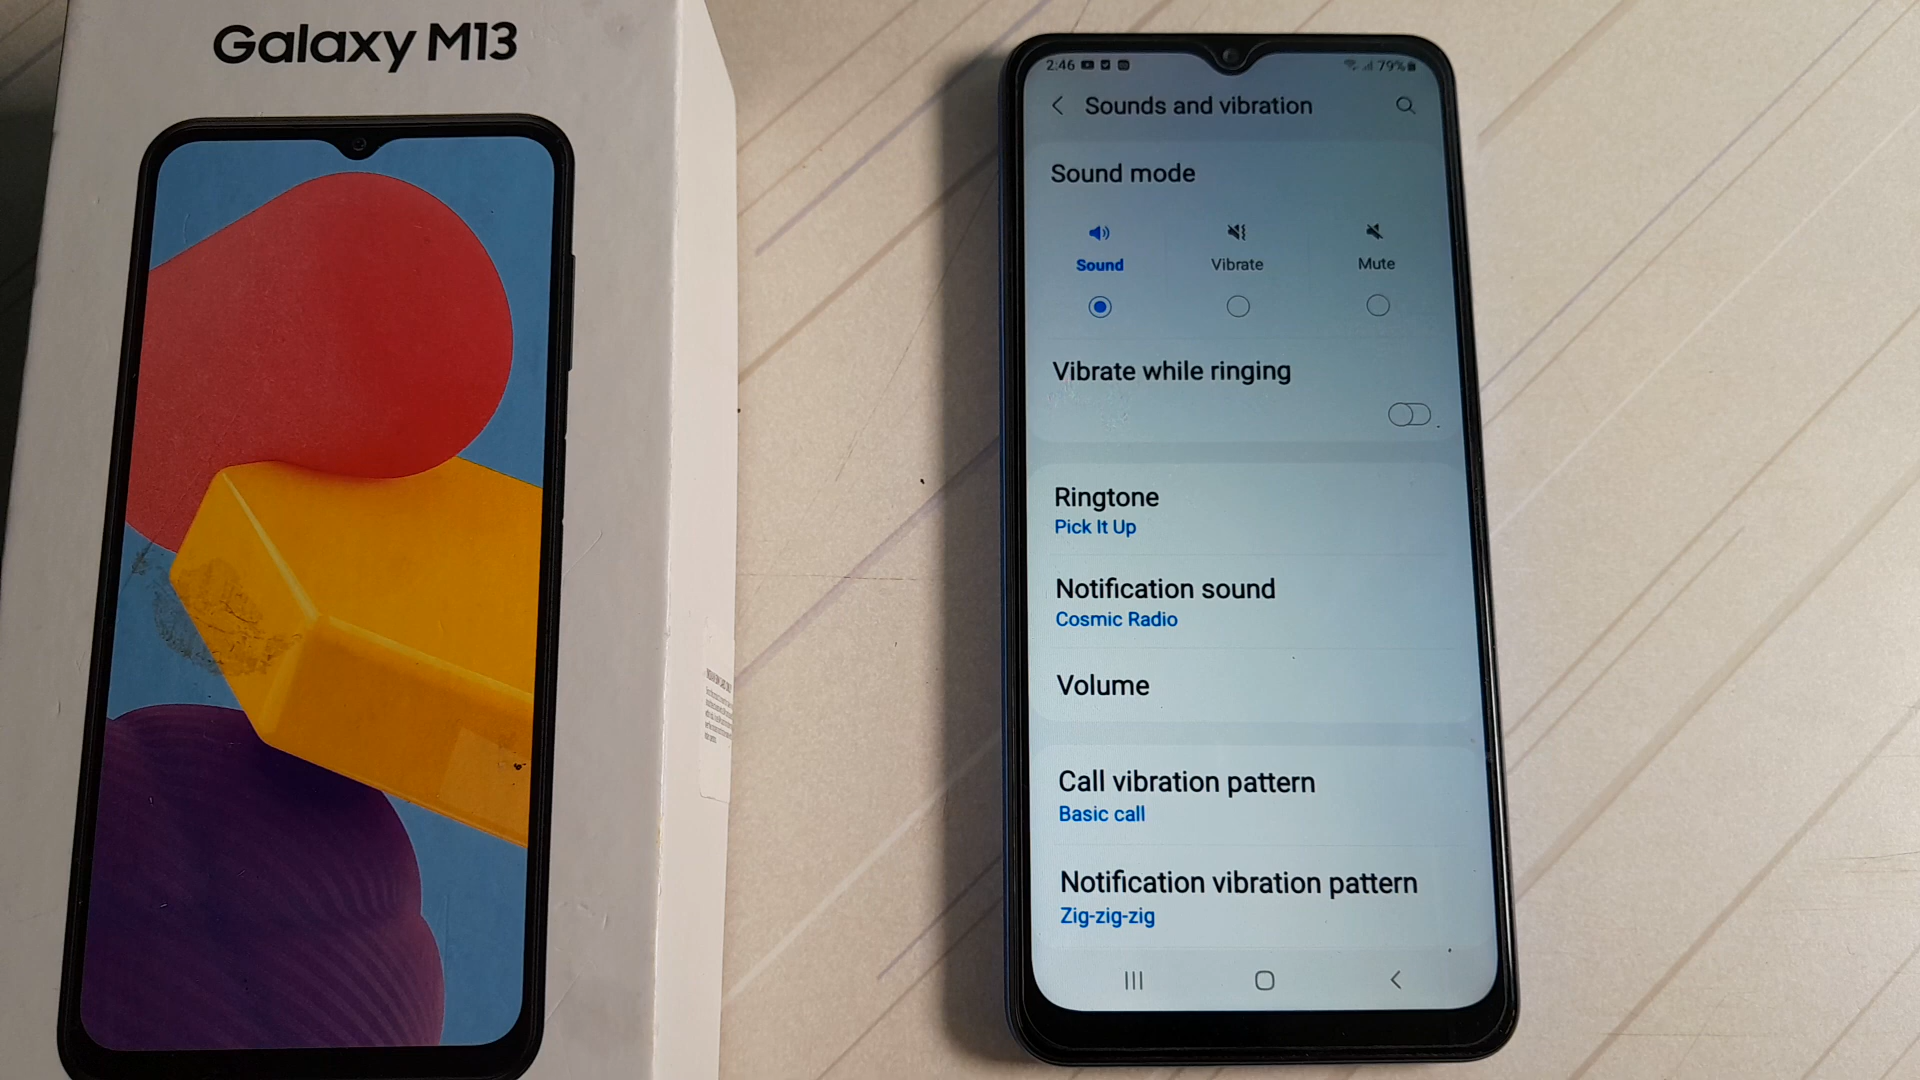 Galaxy M13
2:46
79%
Sounds and vibration
Sound mode
Sound Vibrate Mute
Vibrate while ringing
Ringtone
Pick It Up
Notification sound
Cosmic Radio
Volume
Call vibration pattern
Basic call
Notification vibration pattern
Zig-zig-zig